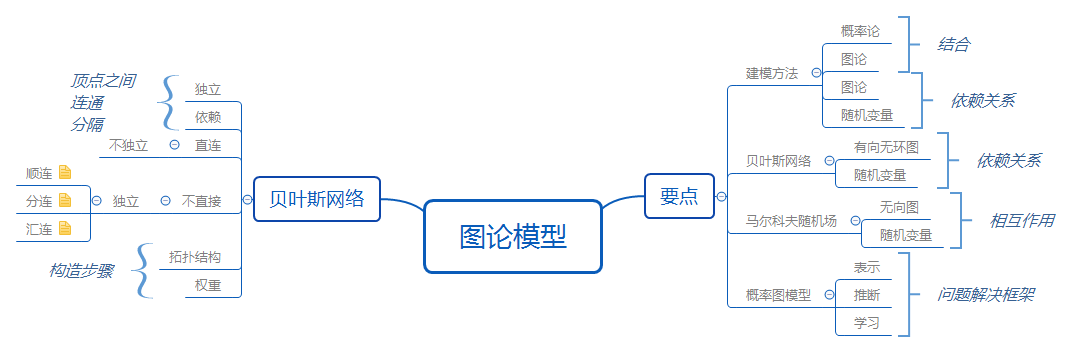 图论模型
要点
建模方法
概率论
图论
结合
图论
随机变量
依赖关系
贝叶斯网络
有向无环图
随机变量
依赖关系
马尔科夫随机场
无向图
随机变量
相互作用
概率图模型
表示
推断
学习
问题解决框架
贝叶斯网络
独立
依赖
顶点之间
连通
分隔
直连
不独立
不直接
独立
顺连
分连
汇连
拓扑结构
权重
构造步骤